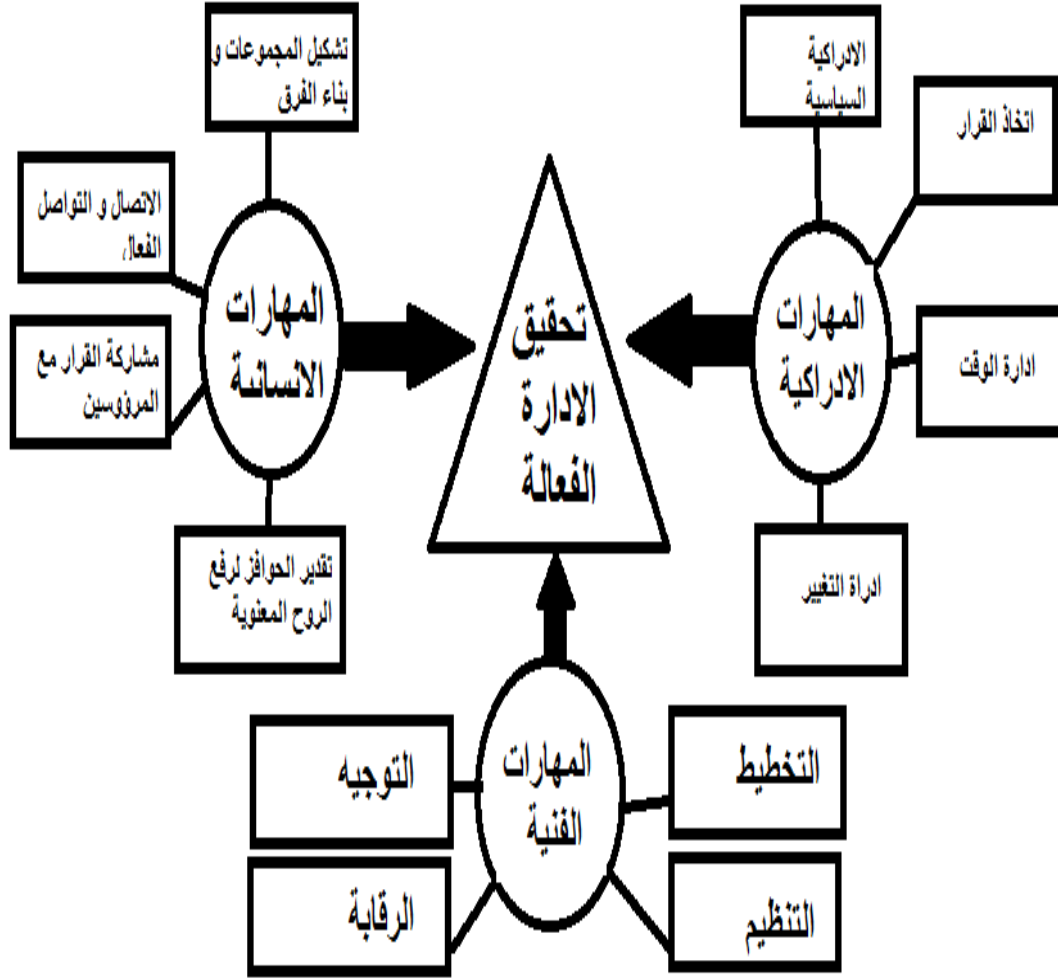 الادراكية
السياسية
اتخاذ القرار
المهارات
الادراكية
ادارة الوقت
ادراة التغيير
تشكيل المجموعات و
بناء الفرق
الاتصال و التواصل
الفعال
المهارات
الانسانية
مشاركة القرار مع
المرؤوسين
تقدير الحوافز لرفع
الروح المعنوية
تحقيق
الادارة
الفعالة
المهارات
الفنية
التخطيط
التنظيم
التوجيه
الرقابة